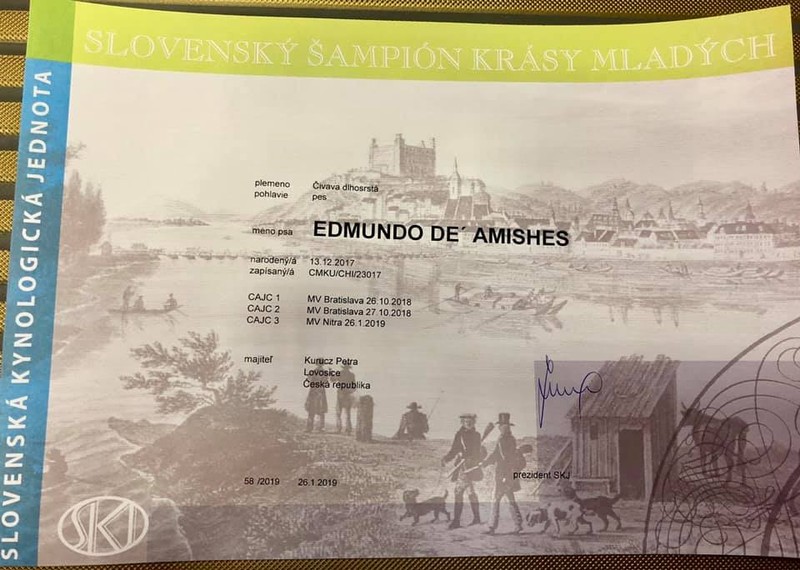 SLOVENSKÝ ŠAMPIÓN KRÁSY MLADÝCH
SLOVENSKÁ KYNOLOGICKÁ JEDNOTA
plemeno Čivava dlhosrstá
pohlavie pes
meno psa EDMUNDO DE´ AMISHES
narodený/á 13.12.2017
zapísaný/á CMKU/CHI/23017
CAJC 1 MV Bratislava 26.10.2018
CAJC 2 MV Bratislava 27.10.2018
CAJC 3 MV Nitra 26.1.2019
majiteľ Kurucz Petra
Lovosice
Česká republika
58 /2019 26.1.2019
prezident SKJ
SKJ